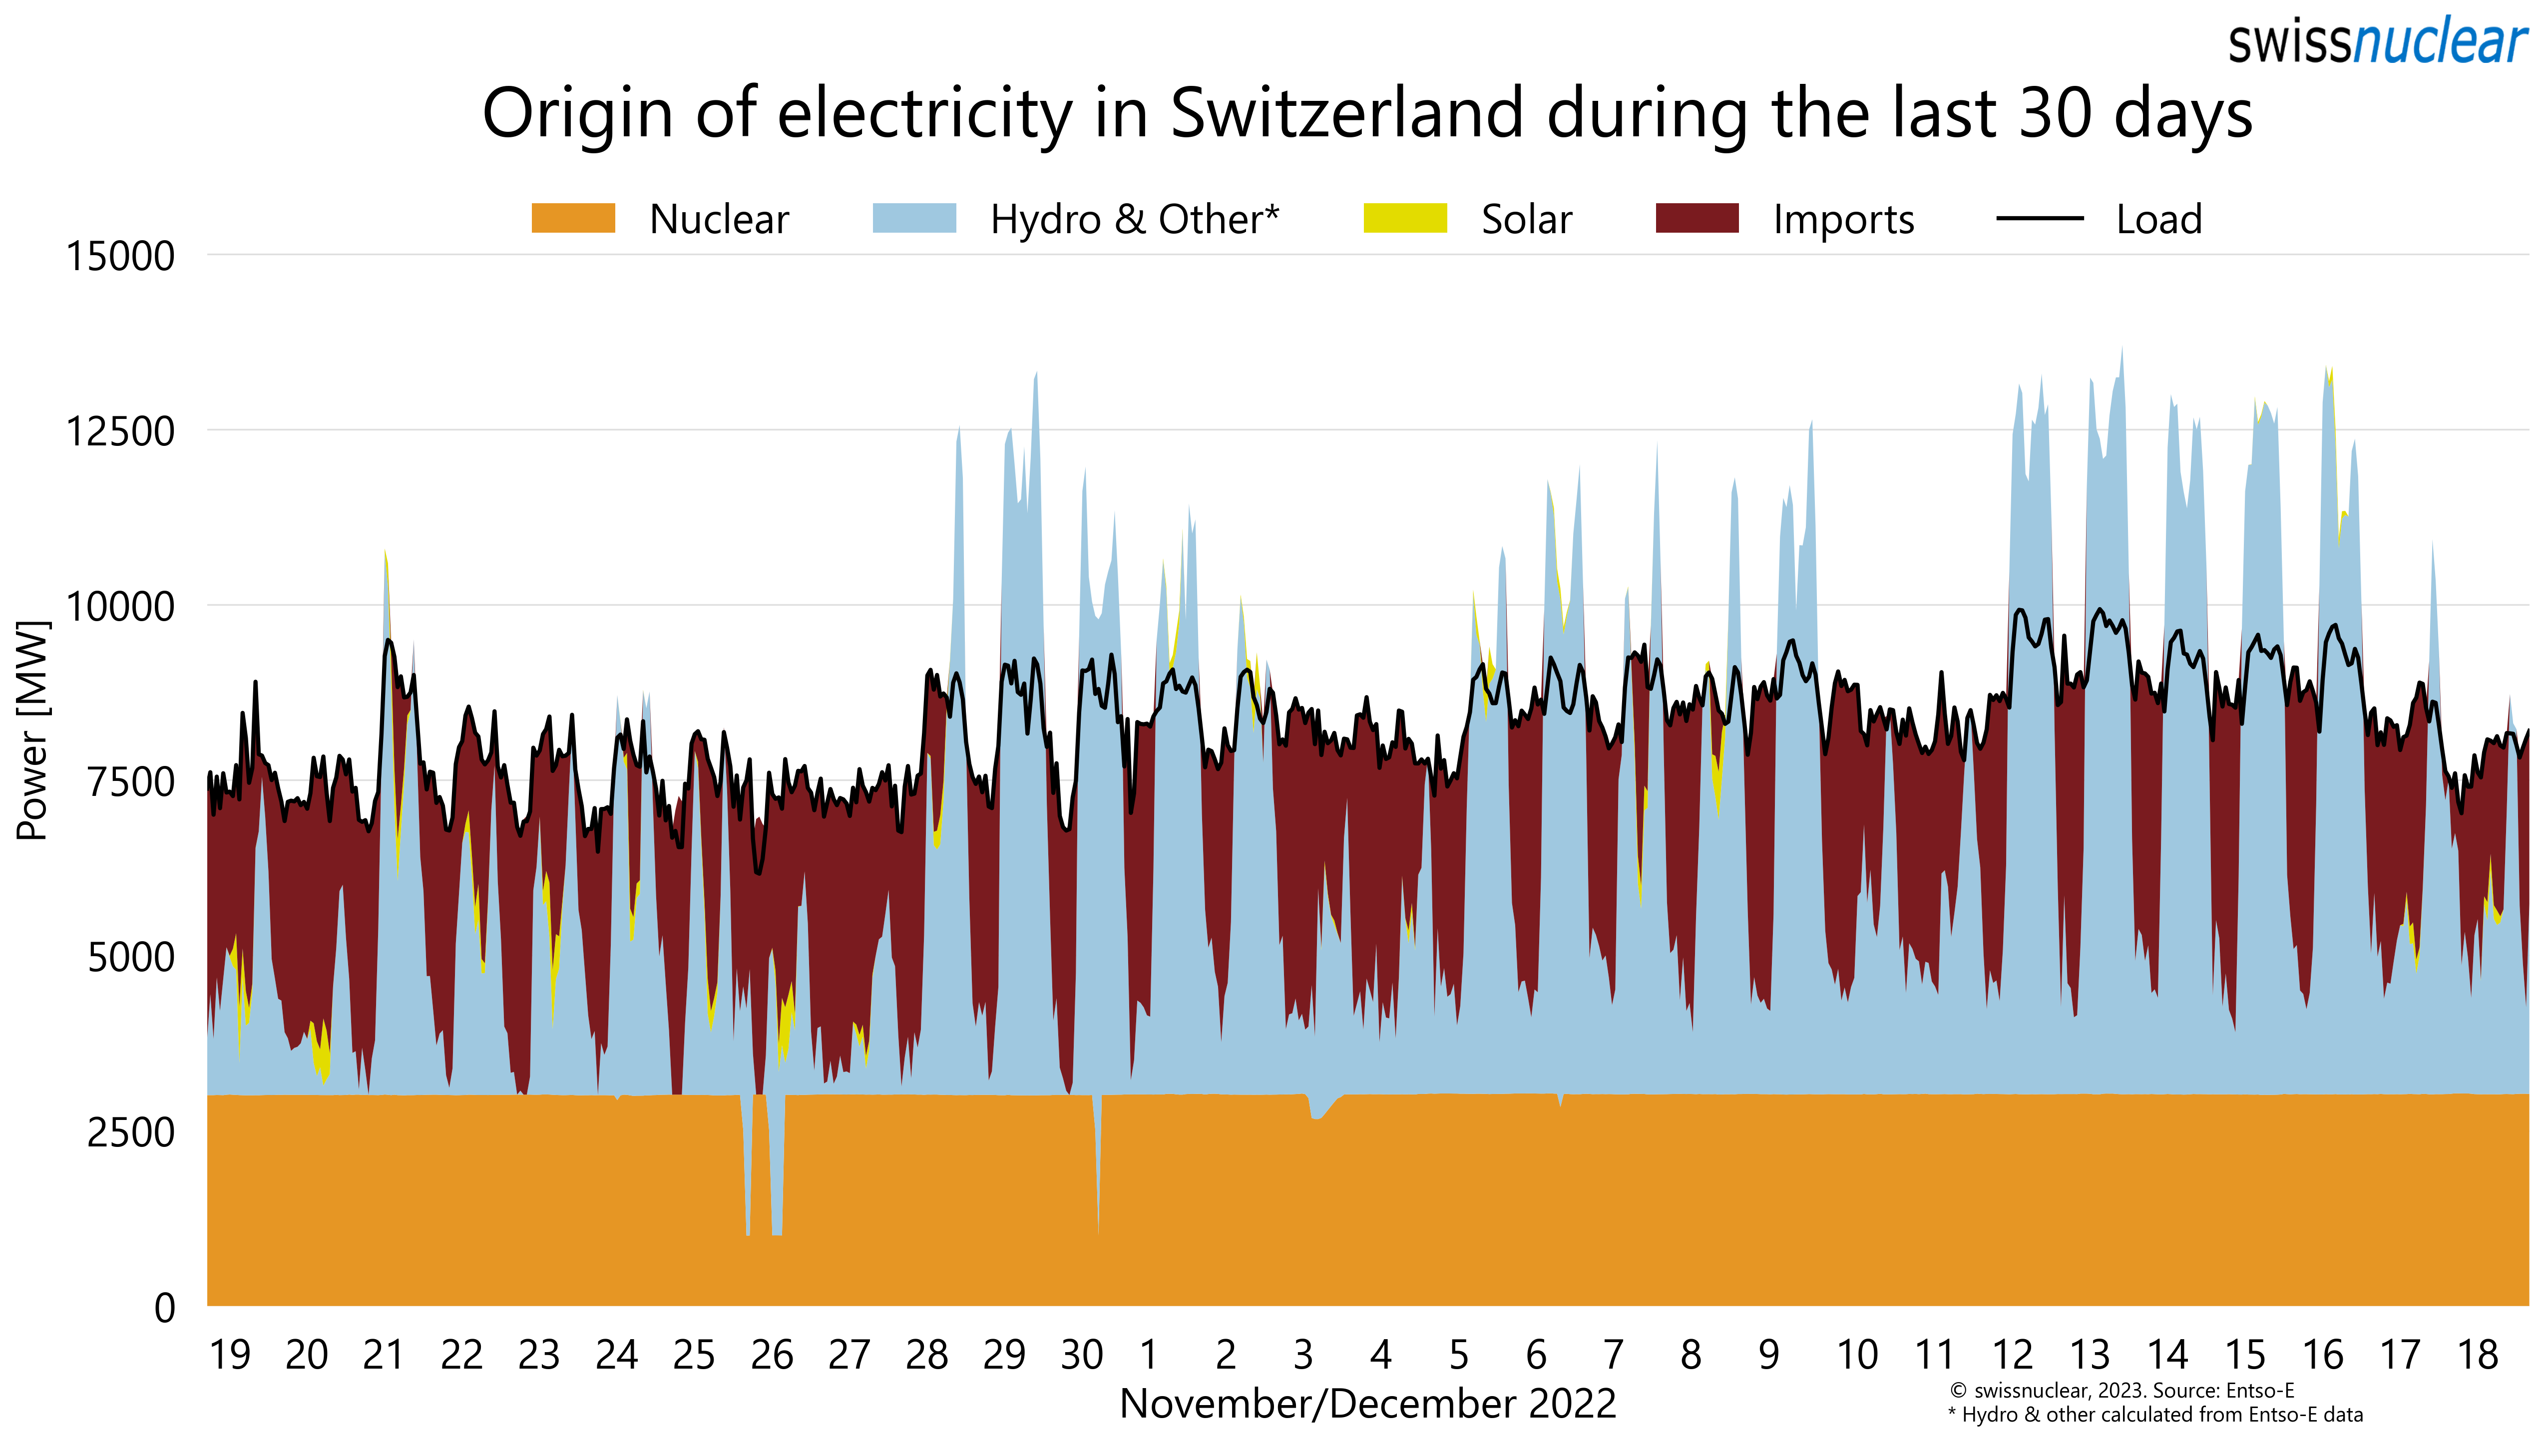 swissnuclear
Origin of electricity in Switzerland during the last 30 days
Nuclear Hydro & Other* Solar Imports Load
15000
12500
10000
7500
5000
2500
0
Power [MW]
19 20 21 22 23 24 25 26 27 28 29 30 1 2 3 4 5 6 7 8 9 10 11 12 13 14 15 16 17 18
November/December 2022
© swissnuclear, 2023. Source: Entso-E
* Hydro & other calculated from Entso-E data